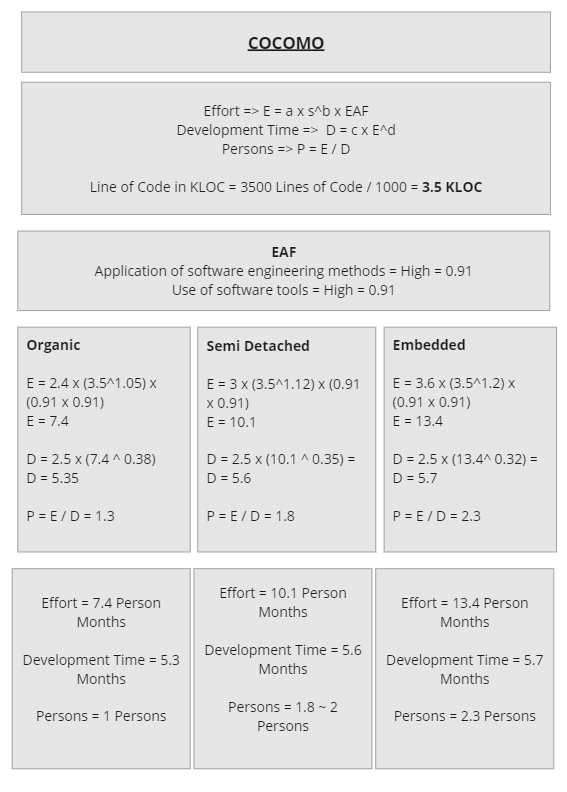 COCOMO
Effort => E = a x s^b x EAF
Development Time => D = c x E^d
Persons => P = E / D
Line of Code in KLOC = 3500 Lines of Code / 1000 = 3.5 KLOC
EAF
Application of software engineering methods = High = 0.91
Use of software tools = High = 0.91
Organic
E = 2.4 x (3.5^1.05) x
(0.91 x 0.91)
E = 7.4
D = 2.5 x (7.4 ^ 0.38)
D = 5.35
P = E / D = 1.3
Semi Detached
E = 3 x (3.5^1.12) x (0.91
x 0.91)
E = 10.1
D = 2.5 x (10.1 ^ 0.35) =
D = 5.6
P = E / D = 1.8
Embedded
E = 3.6 x (3.5^1.2) x
(0.91 x 0.91)
E = 13.4
D = 2.5 x (13.4^ 0.32) =
D = 5.7
P = E / D = 2.3
Effort = 7.4 Person
Months
Development Time = 5.3
Months
Persons = 1 Persons
Effort = 10.1 Person
Months
Development Time = 5.6
Months
Persons = 1.8 ~ 2
Persons
Effort = 13.4 Person
Months
Development Time = 5.7
Months
Persons = 2.3 Persons